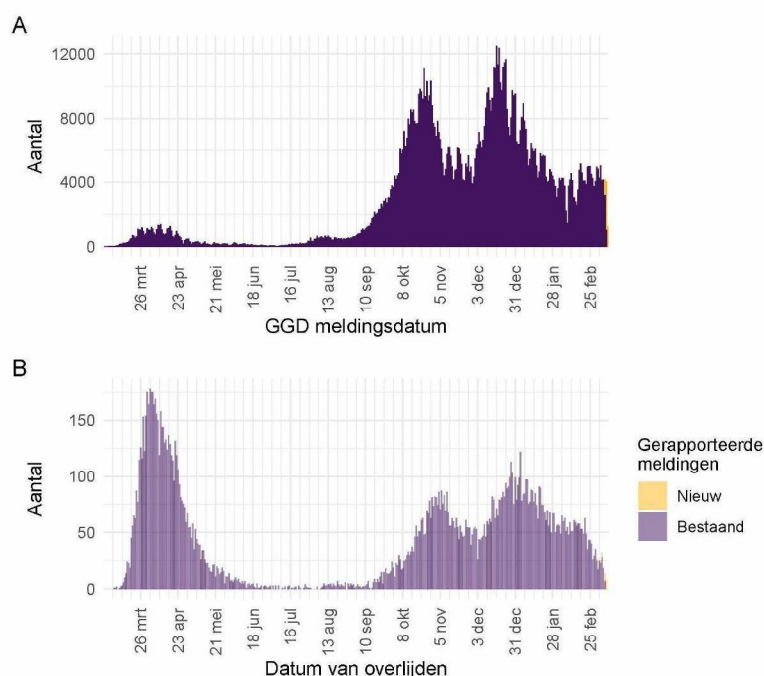 A
12000
8000
4000
0
Aantal
26 mrt
23 apr
21 mei
18 jun
16 jul
13 aug
10 sep
8 okt
5 nov
3 dec
31 dec
28 jan
25 feb
GGD meldingsdatum
B
150
100
50
0
Aantal
26 mrt
23 apr
21 mei
18 jun
16 jul
13 aug
10 sep
8 okt
5 nov
3 dec
31 dec
28 jan
25 feb
Datum van overlijden
Gerapporteerde
meldingen
Nieuw
Bestaand